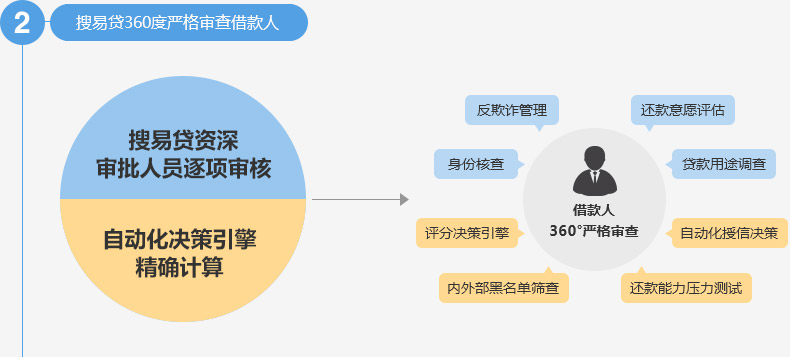 2
搜易贷360度严格审查借款人
搜易贷资深
审批人员逐项审核
自动化决策引擎
精确计算
反欺诈管理
还款意愿评估
身份核查
贷款用途调查
借款人
360°严格审查
评分决策引擎
自动化授信决策
内外部黑名单筛查
还款能力压力测试